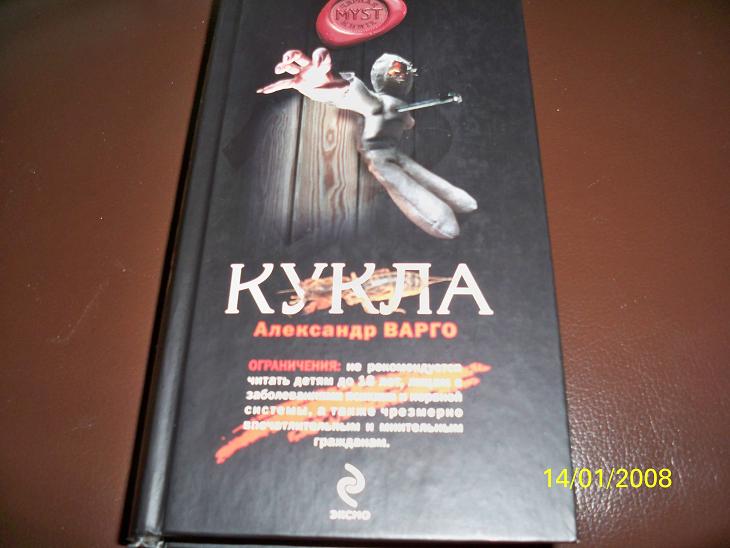 MYST
КУКЛА
Александр ВАРГО
ОГРАНИЧЕНИЯ: не рекомендуется
читать детям до 18 лет, лицам с
заболеваниями психики и нервной
системы, а также чрезмерно
впечатлительным и мнительным
гражданам.
ЭКСМО
14/01/2008